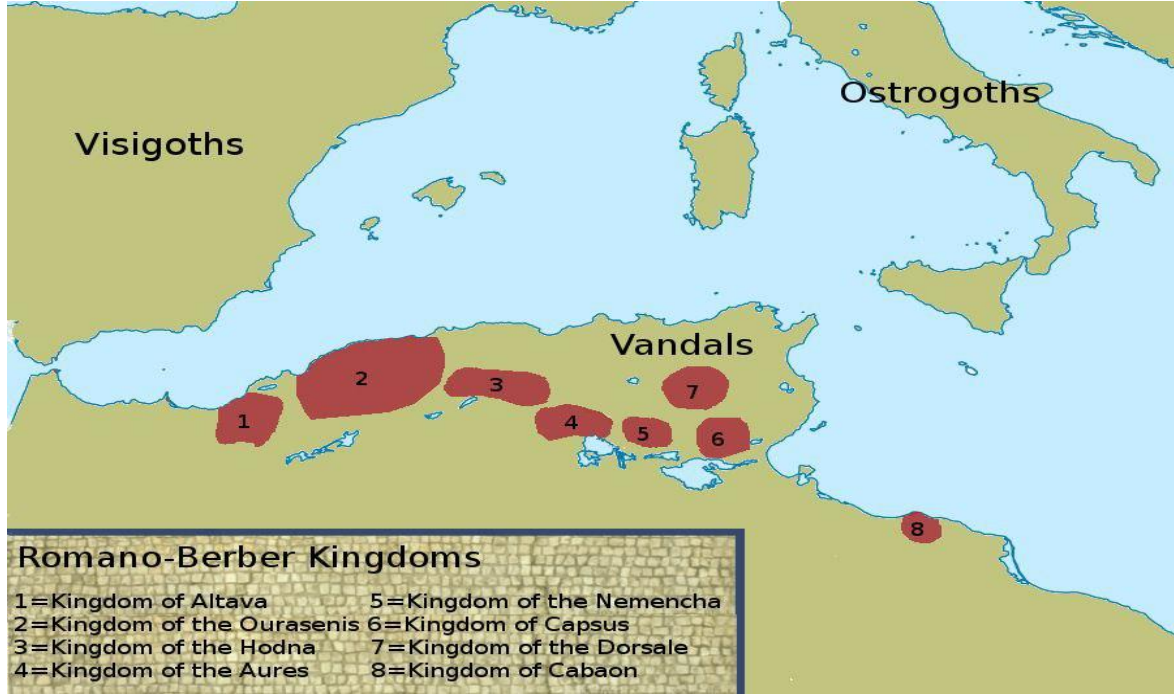 Ostrogoths
Visigoths
Vandals
2
3
7
1
4
5
6
8
Romano-Berber Kingdoms
1=Kingdom of Altava
2=Kingdom of the Ourasenis
3=Kingdom of the Hodna
4=Kingdom of the Aures
5=Kingdom of the Nemencha
6=Kingdom of Capsus
7=Kingdom of the Dorsale
8=Kingdom of Cabaon